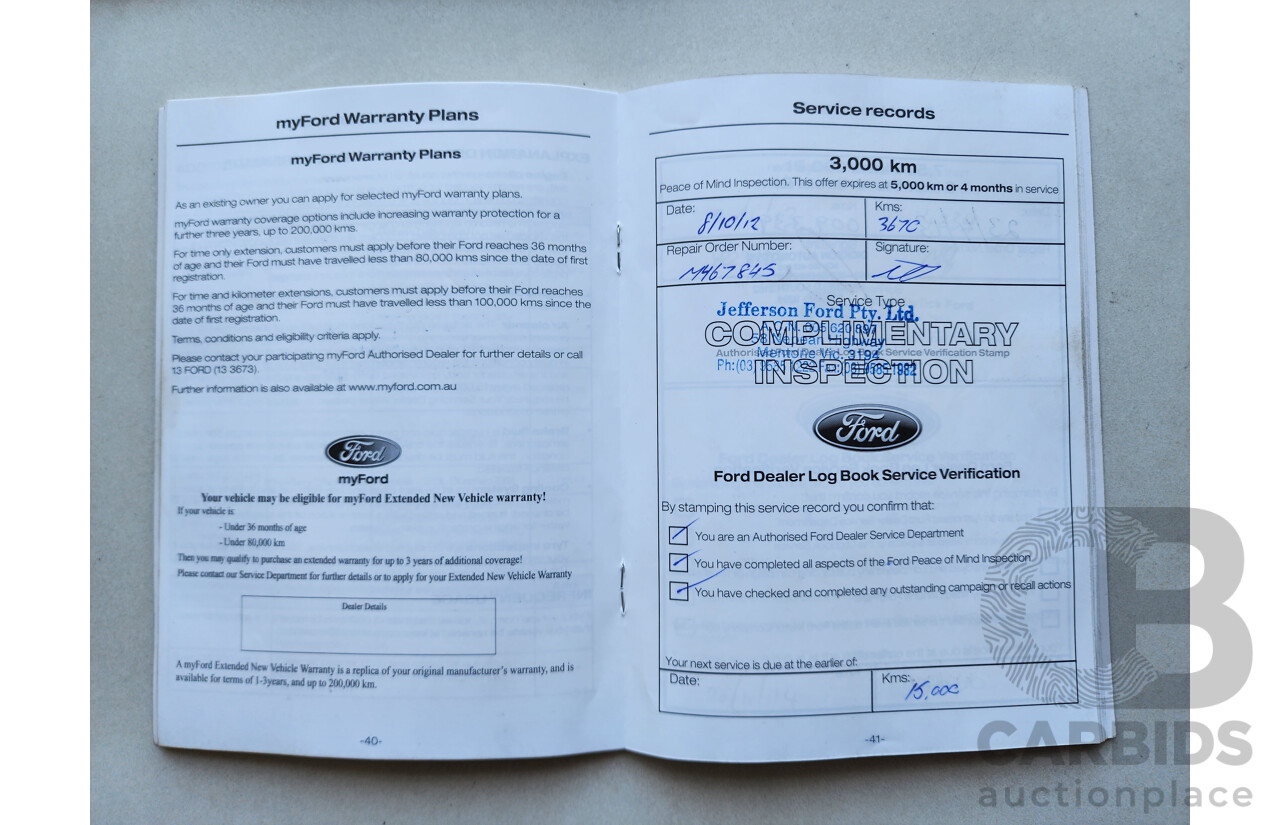 myFord Warranty Plans
myFord Warranty Plans
As an existing owner you can apply for selected myFord warranty plans.
myFord warranty coverage options include increasing warranty protection for a
further three years, up to 200,000 kms.
For time only extension, customers must apply before their Ford reaches 36 months
of age and their Ford must have travelled less than 80,000 kms since the date of first
registration.
For time and kilometer extensions, customers must apply before their Ford reaches
36 months of age and their Ford must have travelled less than 100,000 kms since the
date of first registration.
Terms, conditions and eligibility criteria apply.
Please contact your participating myFord Authorised Dealer for further details or call
13 FORD (13 3673).
Further information is also available at www.myford.com.au
Ford
myFord
Your vehicle may be eligible for myFord Extended New Vehicle warranty!
If your vehicle is:
- Under 36 months of age
- Under 80,000 km
Then you may qualify to purchase an extended warranty for up to 3 years of additional coverage!
Please contact our Service Department for further details or to apply for your Extended New Vehicle Warranty
Dealer Details
A myFord Extended New Vehicle Warranty is a replica of your original manufacturer's warranty, and is
available for terms of 1-3years, and up to 200,000 km.
-40-
Service records
3,000 km
Peace of Mind Inspection. This offer expires at 5,000 km or 4 months in service
Date: 8/10/12
Kms: 3670
Repair Order Number: M467845
Signature:
Service Type
Jefferson Ford Pty. Ltd.
COMPLIMENTARY
Highway
Mentone Vic. 3194
Authorised Dealer Log Book Service Verification Stamp
Ph:(03)
INSPECTION
Ford
Ford Dealer Log Book Service Verification
By stamping this service record you confirm that:
You are an Authorised Ford Dealer Service Department
You have completed all aspects of the Ford Peace of Mind Inspection
You have checked and completed any outstanding campaign or recall actions
Your next service is due at the earlier of:
Date:
Kms: 15,000
-41-
CARBIDS
auctionplace